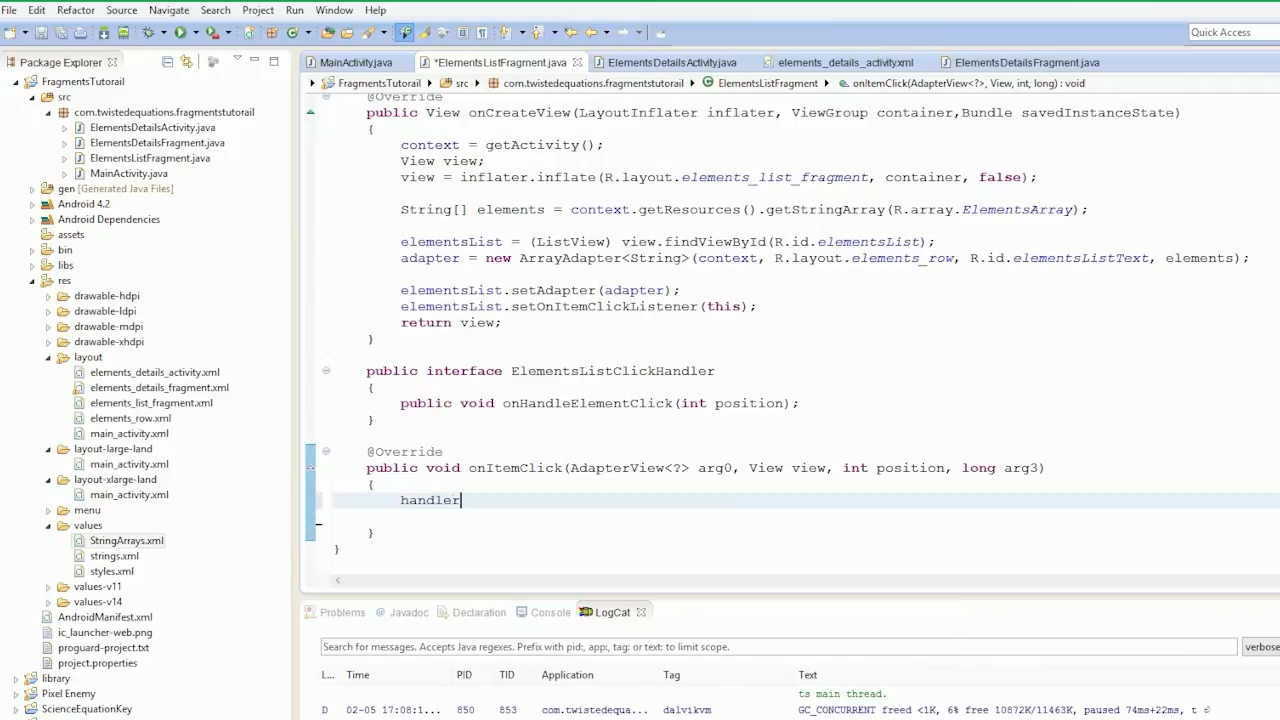 File Edit Refactor Source Navigate Search Project Run Window Help
Quick Access
Package Explorer
MainActivity.java *ElementsListFragment.java ElementsDetailsActivity.java elements_details_activity.xml ElementsDetailsFragment.java
FragmentsTutorail src com.twistedequations.fragmentstutorail ElementsListFragment onItemClick(AdapterView<?>, View, int, long) : void
FragmentsTutorail
src
com.twistedequations.fragmentstutorail
ElementsDetailsActivity.java
ElementsDetailsFragment.java
ElementsListFragment.java
MainActivity.java
gen [Generated Java Files]
Android 4.2
Android Dependencies
assets
bin
libs
res
drawable-hdpi
drawable-ldpi
drawable-mdpi
drawable-xhdpi
layout
elements_details_activity.xml
elements_details_fragment.xml
elements_list_fragment.xml
elements_row.xml
main_activity.xml
layout-large-land
main_activity.xml
layout-xlarge-land
main_activity.xml
menu
values
StringArrays.xml
strings.xml
styles.xml
values-v11
values-v14
AndroidManifest.xml
ic_launcher-web.png
proguard-project.txt
project.properties
library
Pixel Enemy
ScienceEquationKey
@Override
public View onCreateView(LayoutInflater inflater, ViewGroup container,Bundle savedInstanceState)
{
context = getActivity();
View view;
view = inflater.inflate(R.layout.elements_list_fragment, container, false);
String[] elements = context.getResources().getStringArray(R.array.ElementsArray);
elementsList = (ListView) view.findViewById(R.id.elementsList);
adapter = new ArrayAdapter<String>(context, R.layout.elements_row, R.id.elementsListText, elements);
elementsList.setAdapter(adapter);
elementsList.setOnItemClickListener(this);
return view;
}
public interface ElementsListClickHandler
{
public void onHandleElementClick(int position);
}
@Override
public void onItemClick(AdapterView<?> arg0, View view, int position, long arg3)
{
handler
}
}
Problems @ Javadoc Declaration Console LogCat
Search for messages. Accepts Java regexes. Prefix with pid:, app:, tag: or text: to limit scope.
verbose
L... Time PID TID Application Tag Text
ts main thread.
D 02-05 17:08:1... 850 853 com.twistedequa... dalvikvm GC_CONCURRENT freed <1K, 6% free 10872K/11463K, paused 74ms+22ms, t